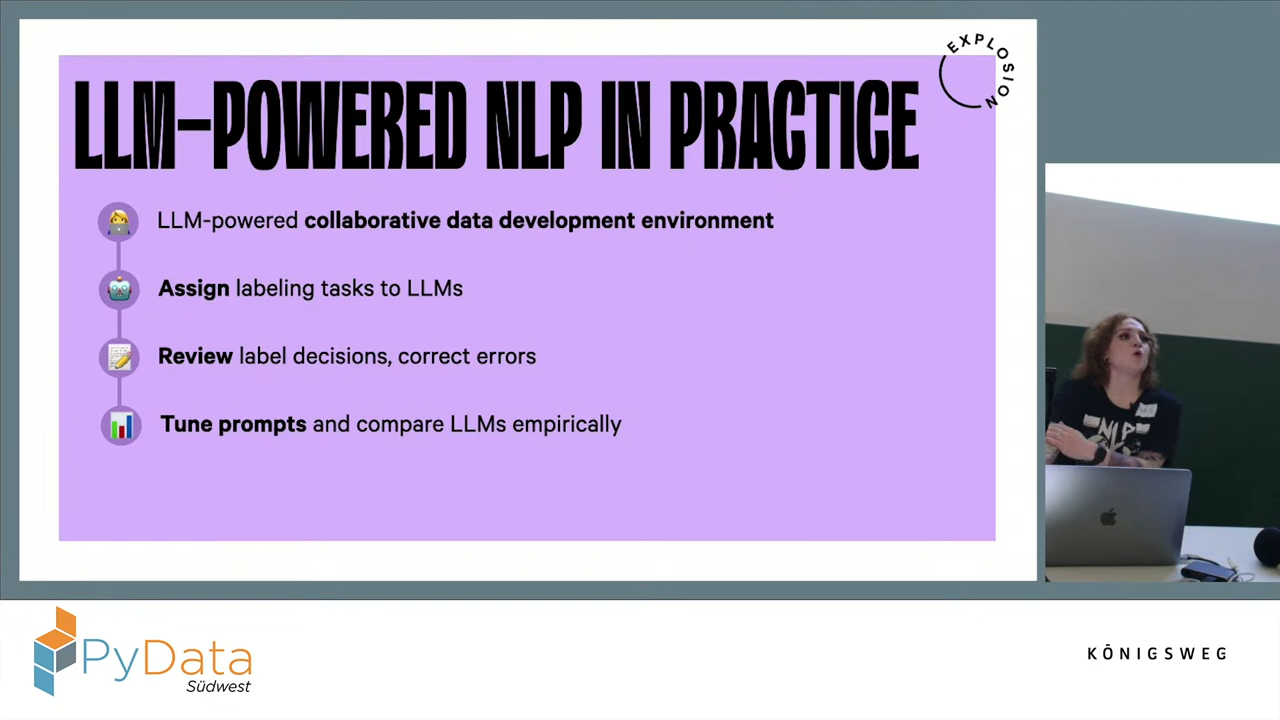 EXPLOSION
LLM-POWERED NLP IN PRACTICE
LLM-powered collaborative data development environment
Assign labeling tasks to LLMs
Review label decisions, correct errors
Tune prompts and compare LLMs empirically
NLP
PyData
Südwest
KÖNIGSWEG